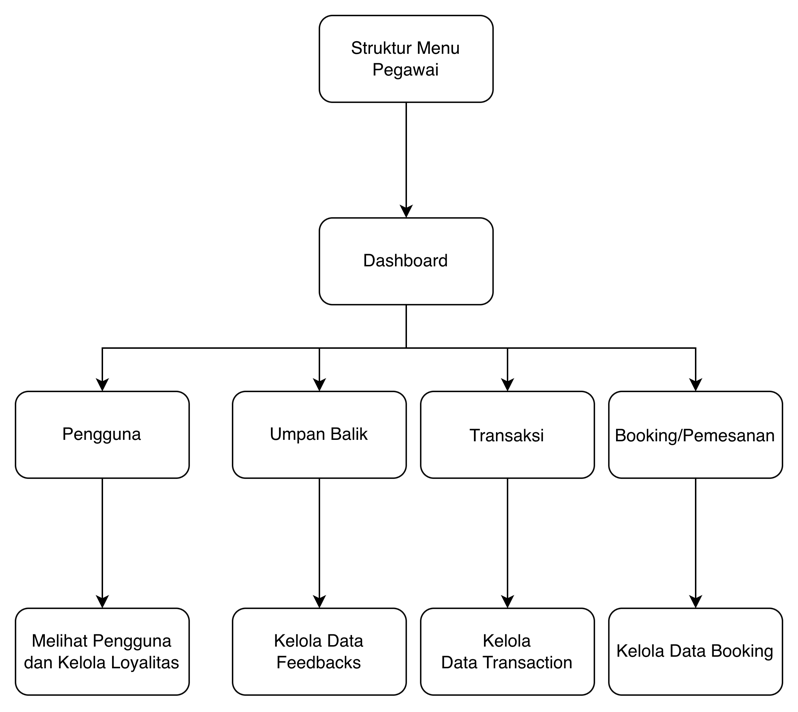 Struktur Menu
Pegawai
Dashboard
Pengguna
Umpan Balik
Transaksi
Booking/Pemesanan
Melihat Pengguna
dan Kelola Loyalitas
Kelola Data
Feedbacks
Kelola
Data Transaction
Kelola Data Booking